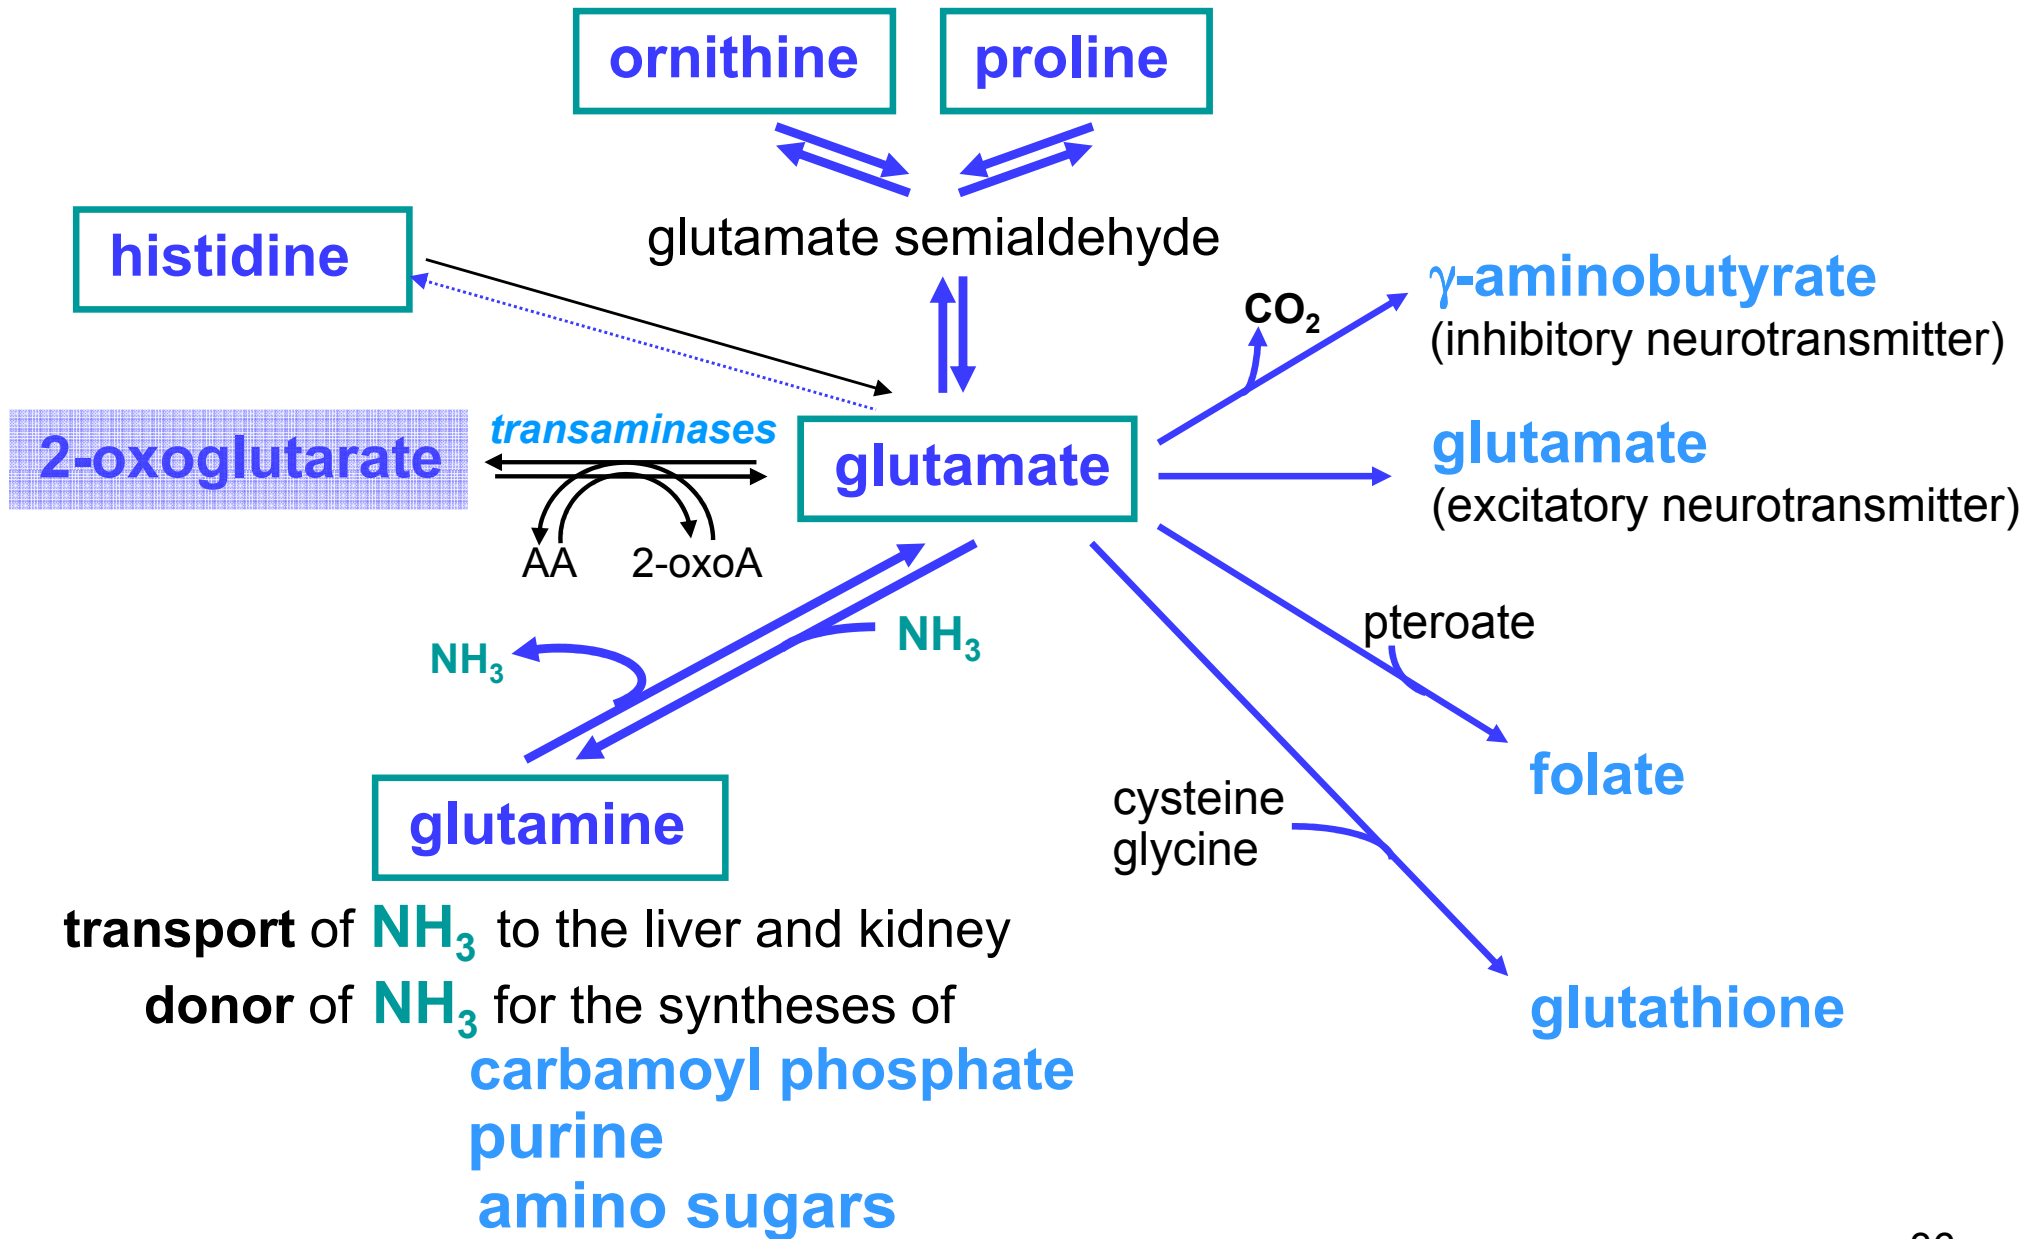 ornithine
proline
glutamate semialdehyde
histidine
γ-aminobutyrate
(inhibitory neurotransmitter)
CO₂
2-oxoglutarate
transaminases
glutamate
glutamate
(excitatory neurotransmitter)
AA
2-oxoA
NH₃
NH₃
pteroate
folate
glutamine
cysteine
glycine
glutathione
transport of NH₃ to the liver and kidney
donor of NH₃ for the syntheses of
carbamoyl phosphate
purine
amino sugars